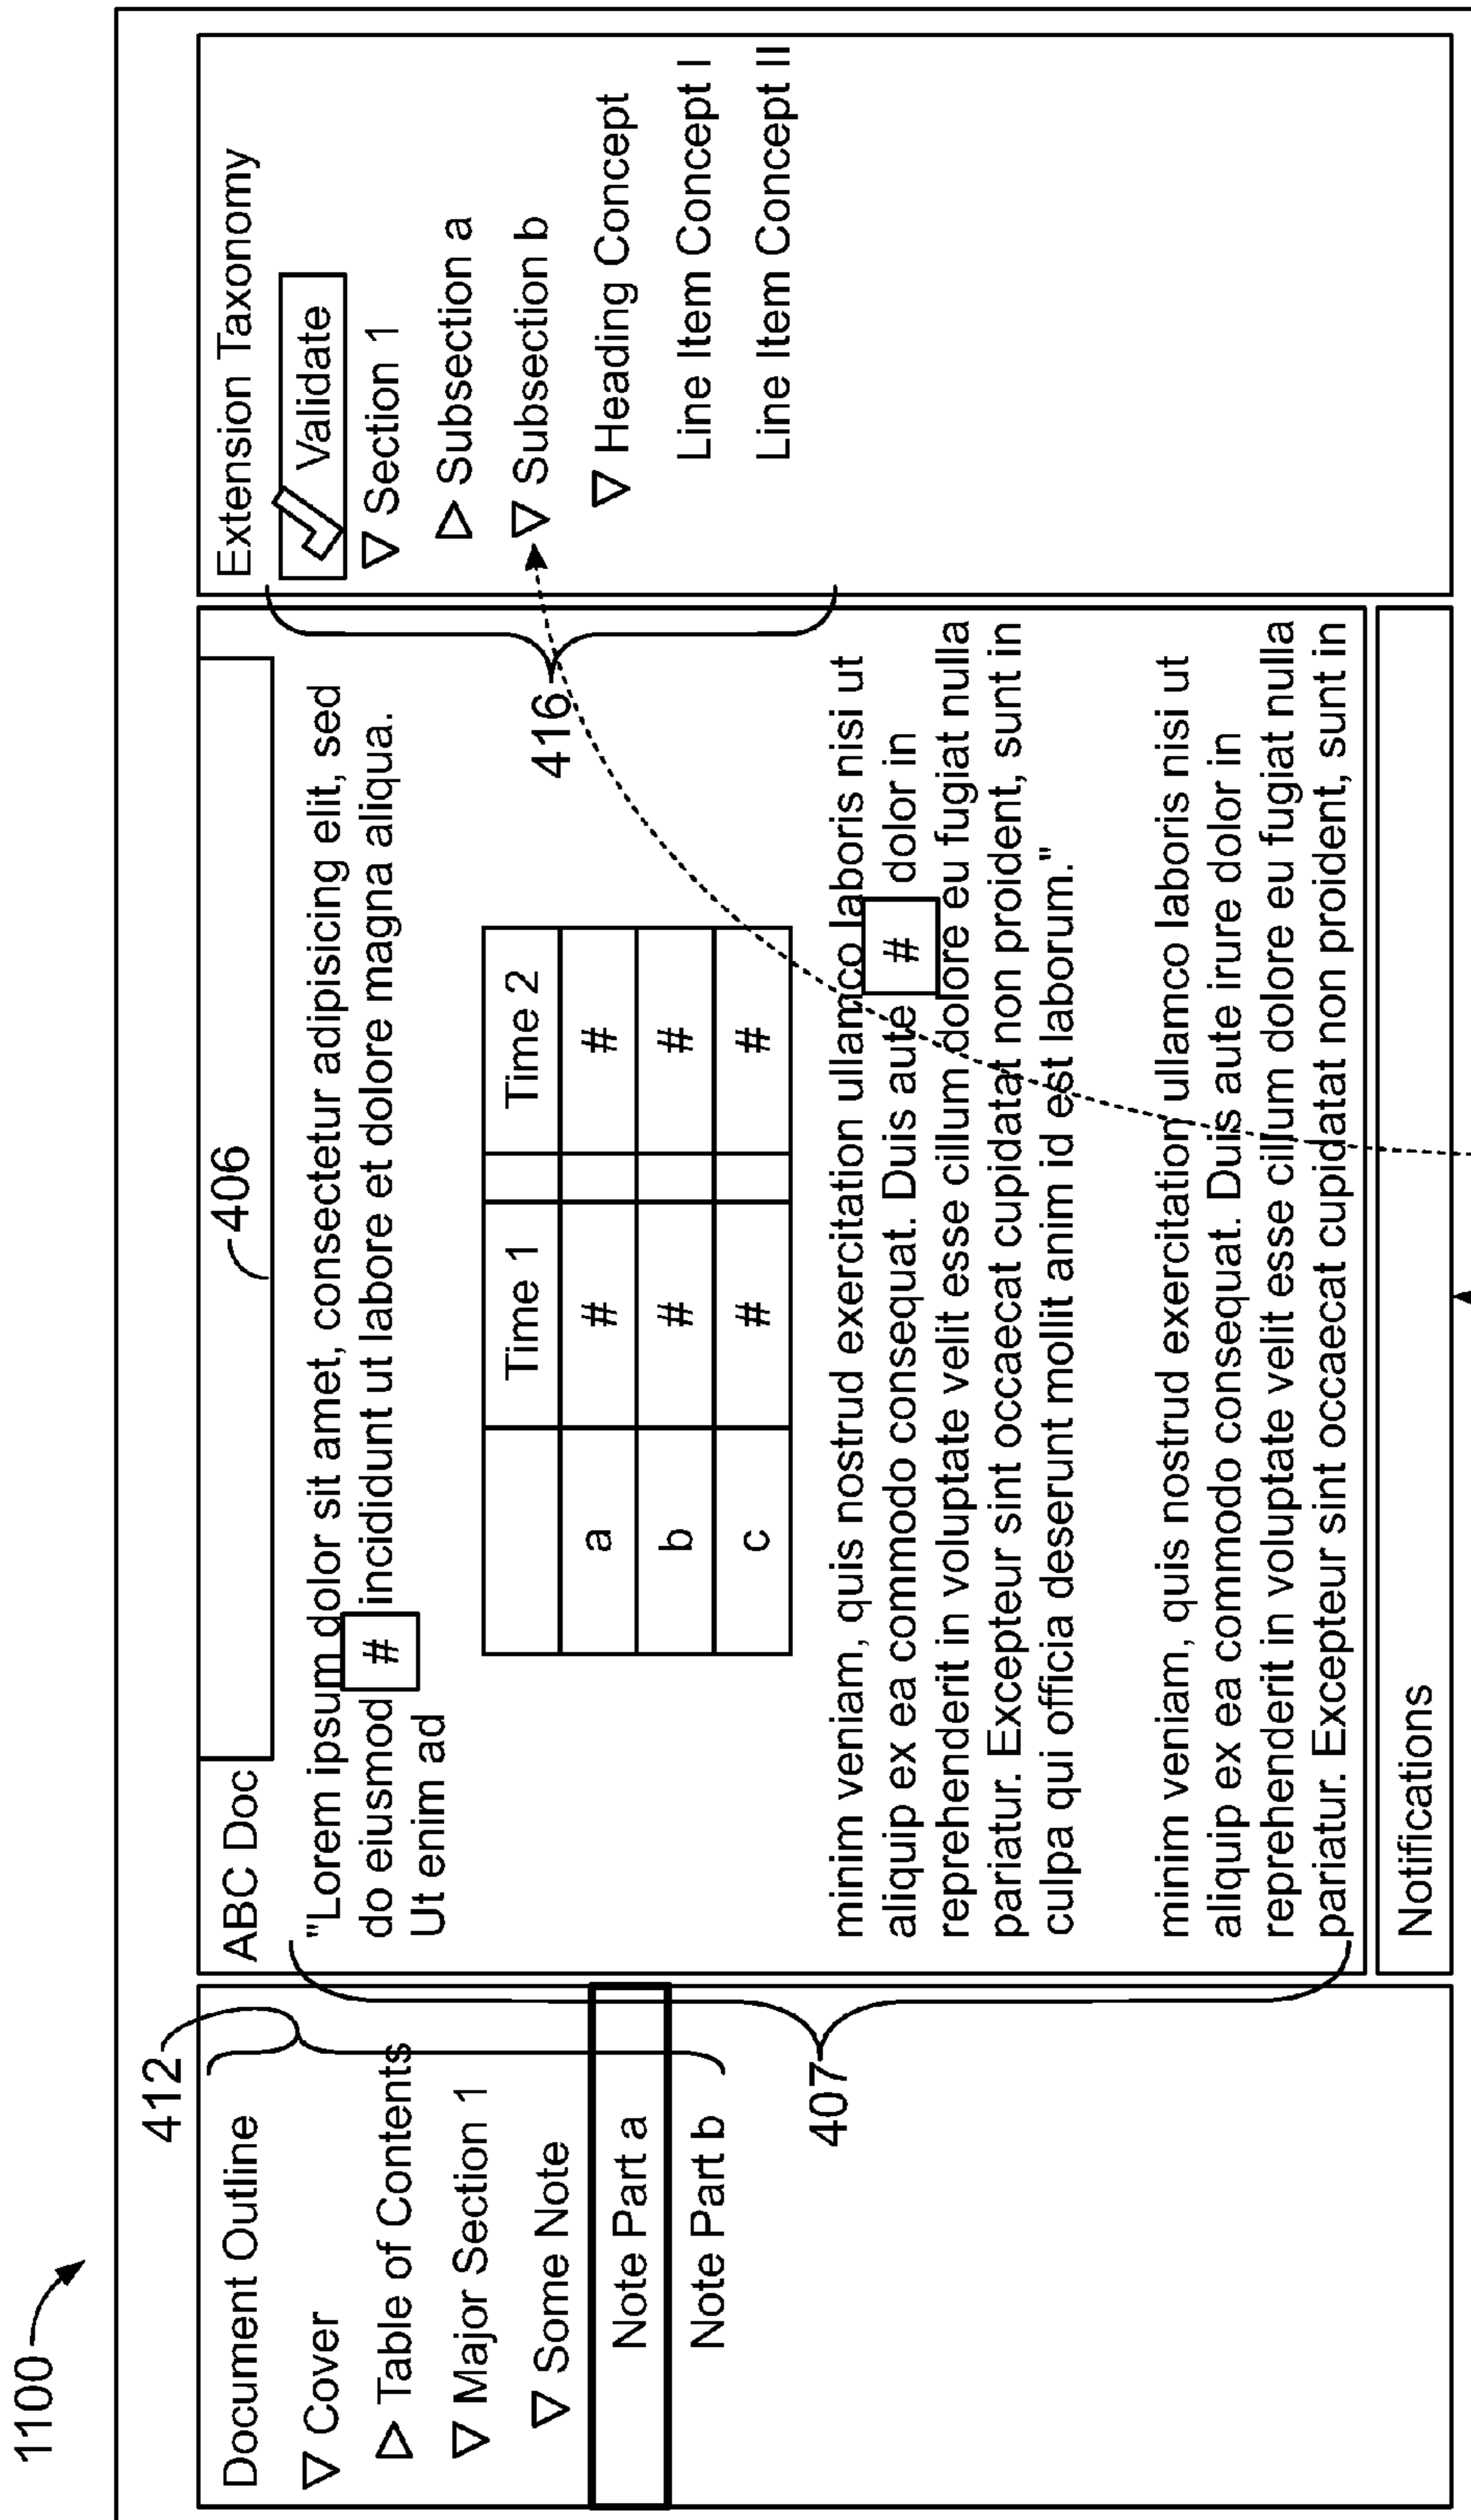 1100
412
Document Outline
▽ Cover
▷ Table of Contents
▽ Major Section 1
▽ Some Note
Note Part a
Note Part b
407
ABC Doc
406
"Lorem ipsum dolor sit amet, consectetur adipisicing elit, sed
do eiusmod # incididunt ut labore et dolore magna aliqua.
Ut enim ad
Time 1 Time 2
a # #
b # #
c # #
minim veniam, quis nostrud exercitation ullamco laboris nisi ut
aliquip ex ea commodo consequat. Duis aute # dolor in
reprehenderit in voluptate velit esse cillum dolore eu fugiat nulla
pariatur. Excepteur sint occaecat cupidatat non proident, sunt in
culpa qui officia deserunt mollit anim id est laborum."
minim veniam, quis nostrud exercitation ullamco laboris nisi ut
aliquip ex ea commodo consequat. Duis aute irure dolor in
reprehenderit in voluptate velit esse cillum dolore eu fugiat nulla
pariatur. Excepteur sint occaecat cupidatat non proident, sunt in
Notifications
416
Extension Taxonomy
Validate
▽ Section 1
▷ Subsection a
▽ Subsection b
▽ Heading Concept
Line Item Concept I
Line Item Concept II